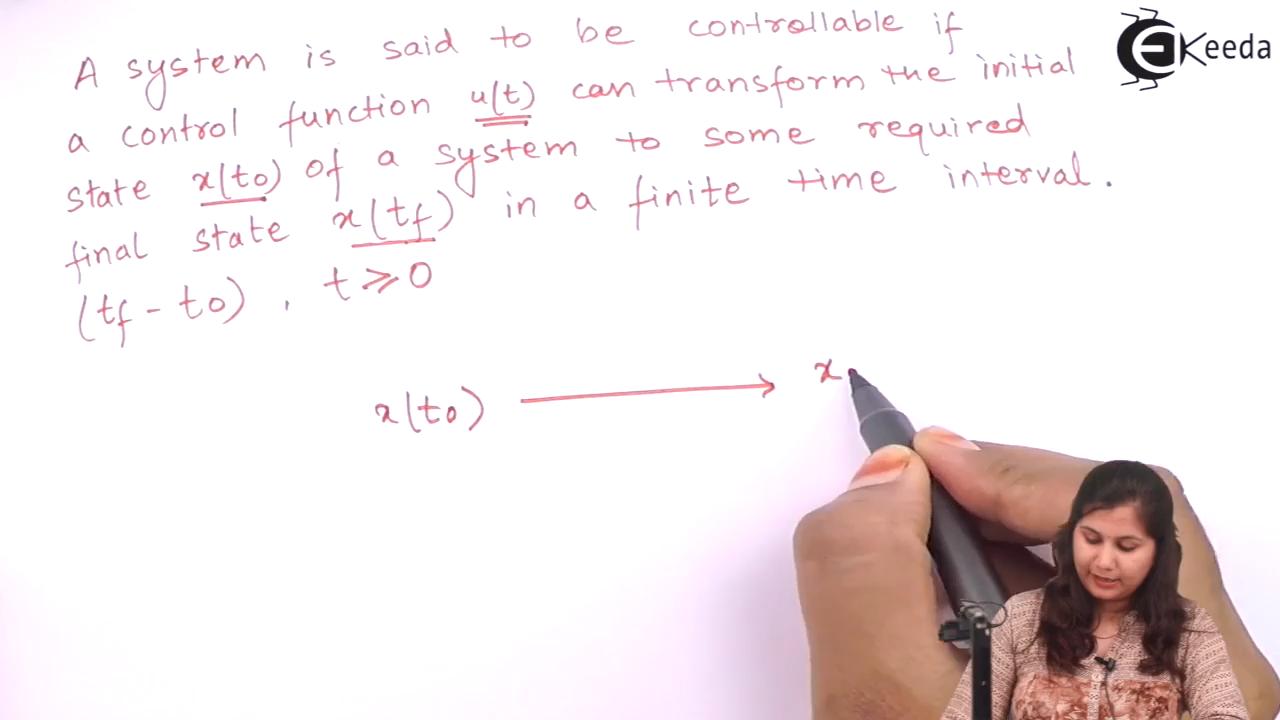 A system is said to be controllable if
a control function u(t) can transform the initial
state x(t0) of a system to some required
final state x(tf) in a finite time interval.
(tf - t0), t ≥ 0
x(t0) → x
EKeeda